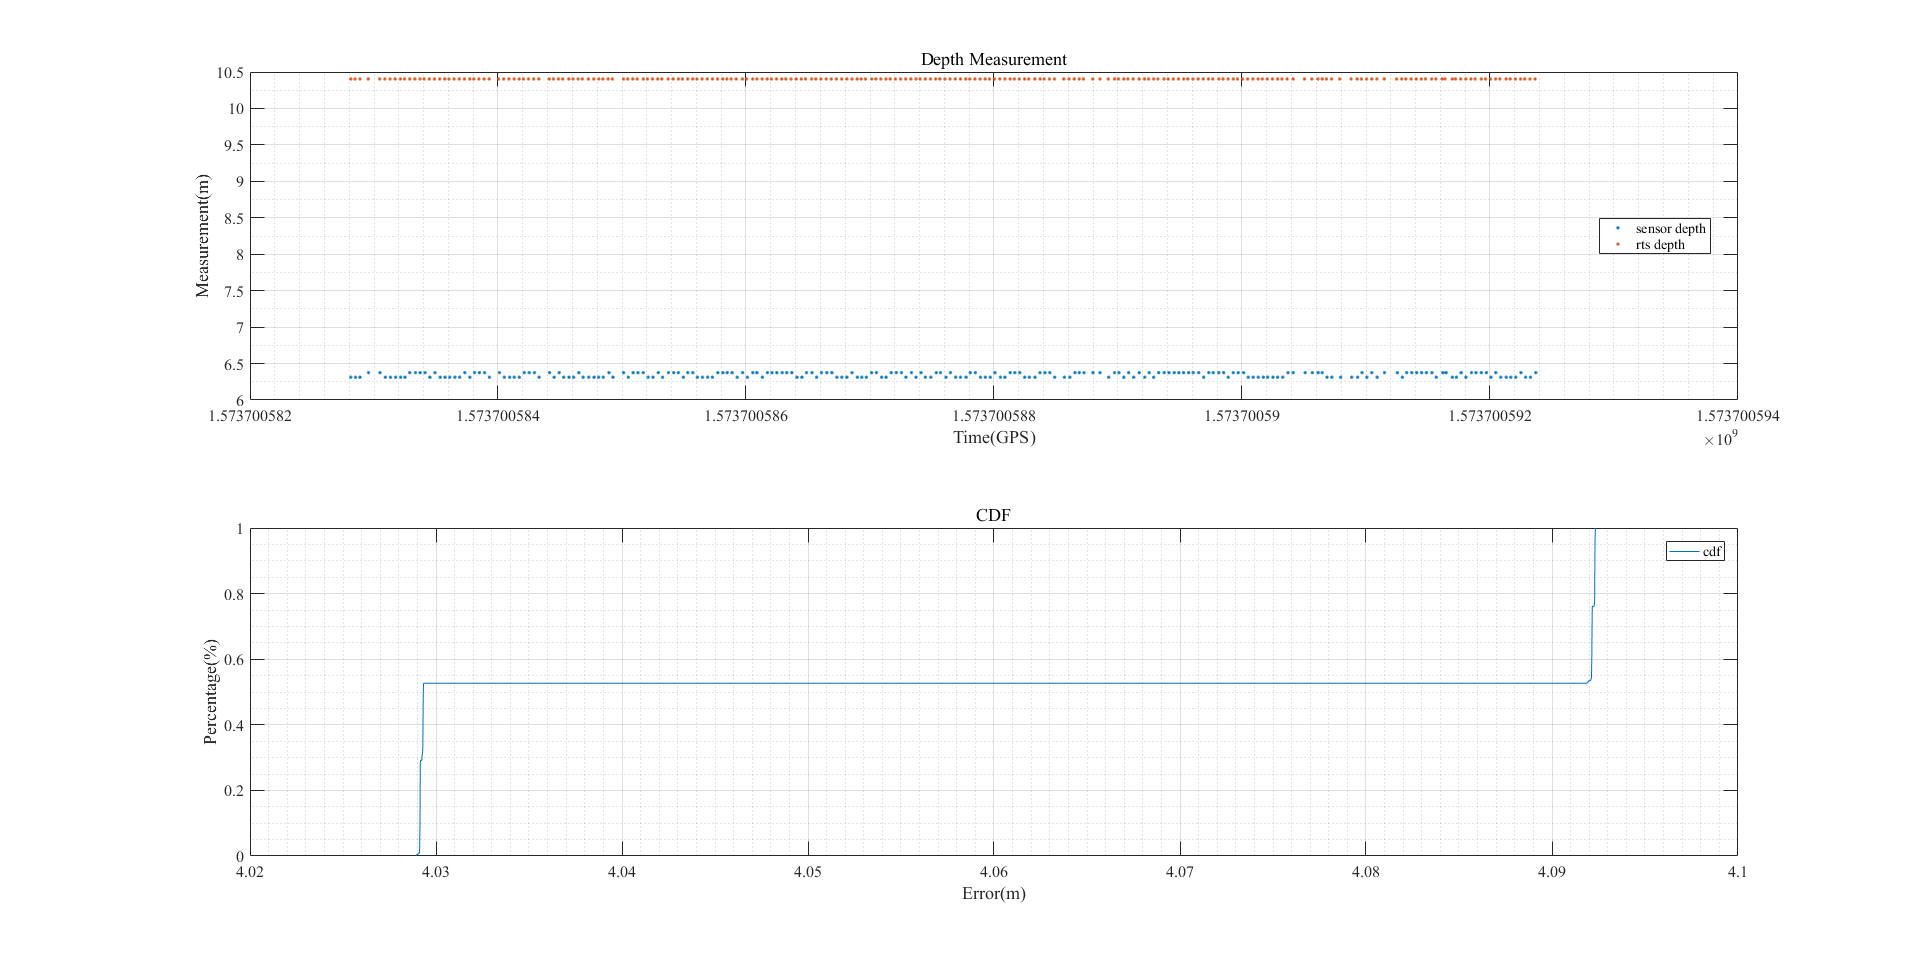 Depth Measurement
10.5
10
9.5
9
8.5
8
7.5
7
6.5
6
Measurement(m)
sensor depth
rts depth
1.573700582 1.573700584 1.573700586 1.573700588 1.57370059 1.573700592 1.573700594
Time(GPS)
×10⁹
CDF
1
0.8
0.6
0.4
0.2
0
Percentage(%)
cdf
4.02 4.03 4.04 4.05 4.06 4.07 4.08 4.09 4.1
Error(m)